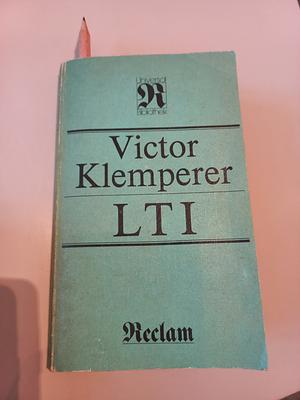 Universal
R
Bibliothek
Victor
Klemperer
LTI
Reclam